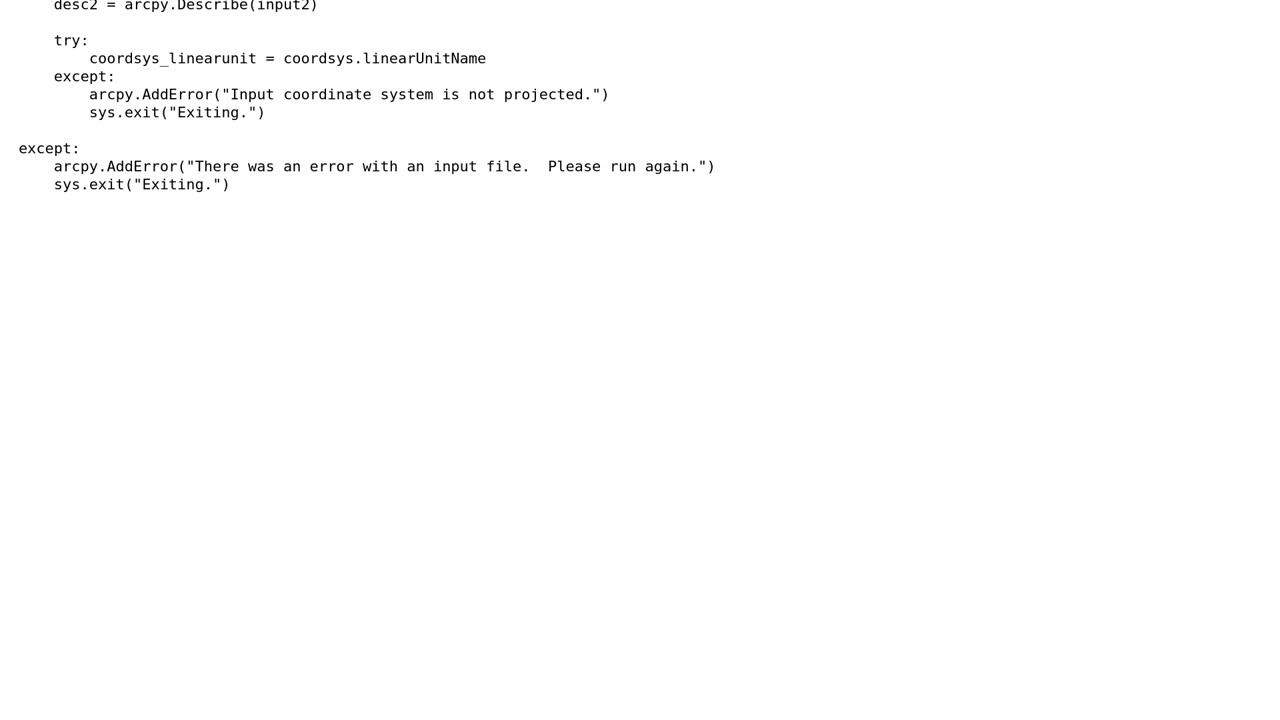 desc2 = arcpy.Describe(input2)

    try:
        coordsys_linearunit = coordsys.linearUnitName
    except:
        arcpy.AddError("Input coordinate system is not projected.")
        sys.exit("Exiting.")

except:
    arcpy.AddError("There was an error with an input file.  Please run again.")
    sys.exit("Exiting.")